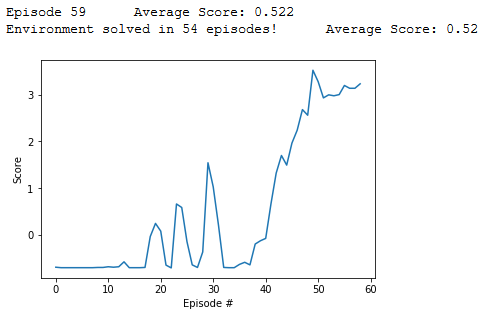 Episode 59 Average Score: 0.522
Environment solved in 54 episodes! Average Score: 0.52
3
2
1
0
Score
0 10 20 30 40 50 60
Episode #